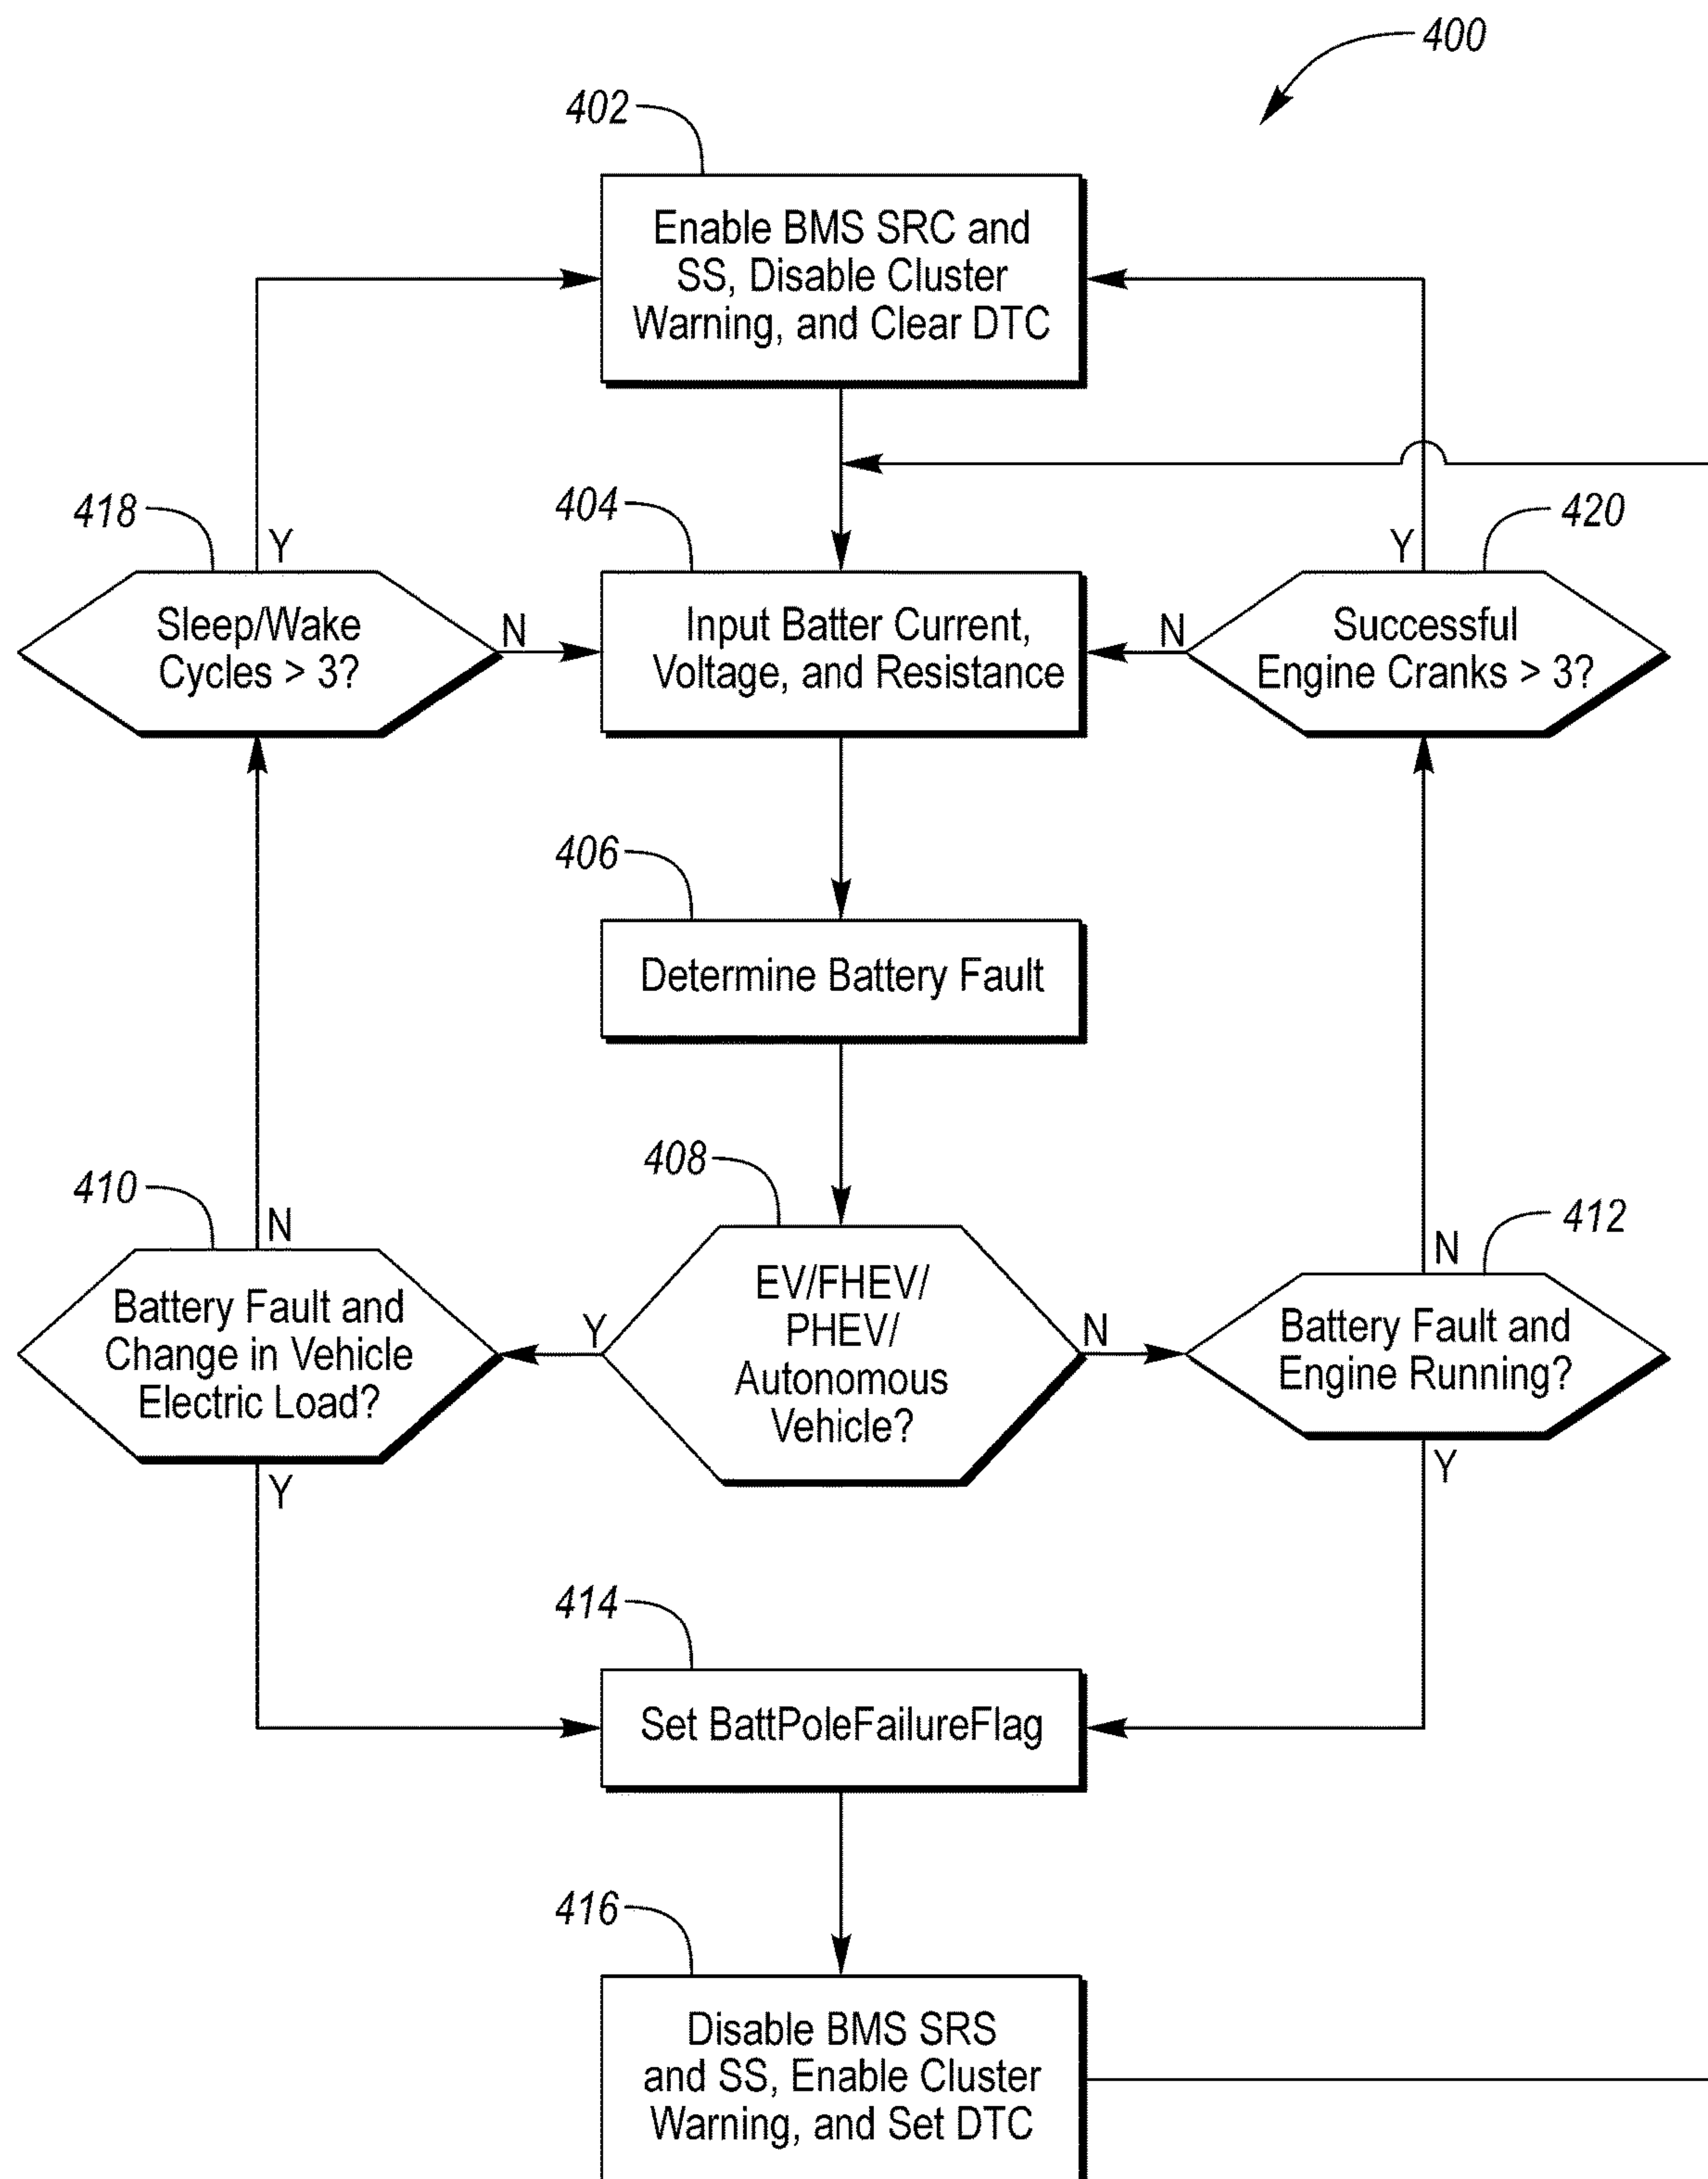 400
402
Enable BMS SRC and
SS, Disable Cluster
Warning, and Clear DTC
418
Y
404
420
Y
Sleep/Wake
Cycles > 3?
N
Input Batter Current,
Voltage, and Resistance
N
Successful
Engine Cranks > 3?
406
Determine Battery Fault
408
410
N
412
N
Battery Fault and
Change in Vehicle
Electric Load?
Y
EV/FHEV/
PHEV/
Autonomous
Vehicle?
N
Battery Fault and
Engine Running?
Y
Y
414
Set BattPoleFailureFlag
416
Disable BMS SRS
and SS, Enable Cluster
Warning, and Set DTC